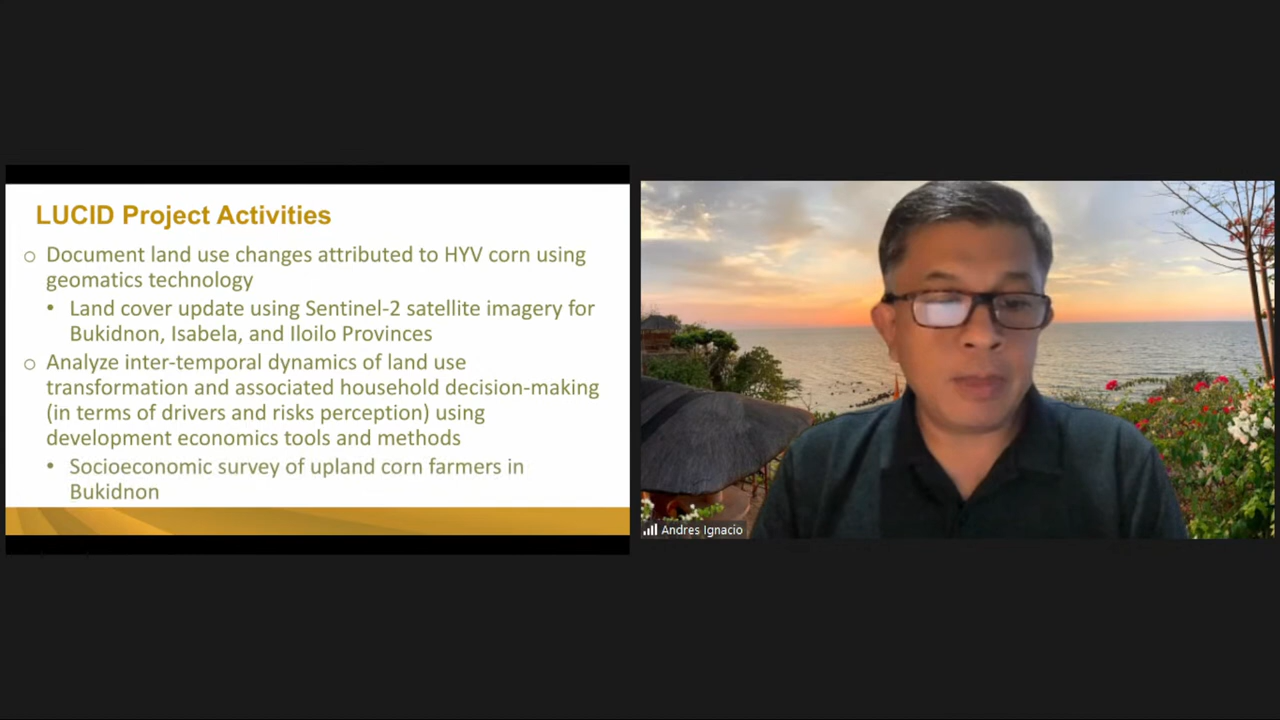 LUCID Project Activities
○ Document land use changes attributed to HYV corn using
geomatics technology
• Land cover update using Sentinel-2 satellite imagery for
Bukidnon, Isabela, and Iloilo Provinces
○ Analyze inter-temporal dynamics of land use
transformation and associated household decision-making
(in terms of drivers and risks perception) using
development economics tools and methods
• Socioeconomic survey of upland corn farmers in
Bukidnon
Andres Ignacio